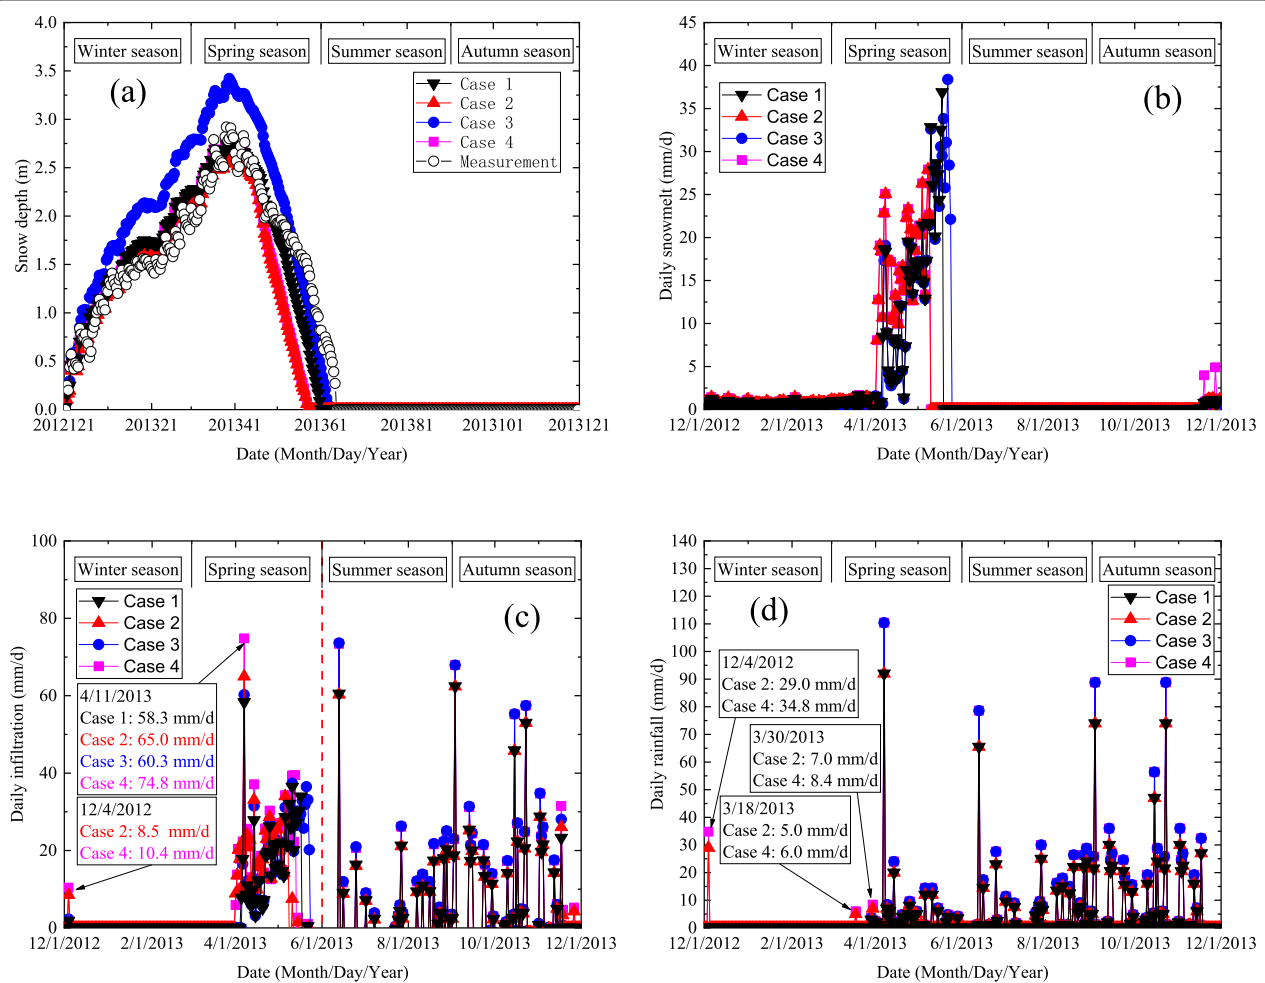 4.0
3.5
3.0
2.5
2.0
1.5
1.0
0.5
0.0
Snow depth (m)
Winter season
Spring season
Summer season
Autumn season
(a)
Case 1
Case 2
Case 3
Case 4
Measurement
2012121
201321
201341
201361
201381
2013101
2013121
Date (Month/Day/Year)
45
40
35
30
25
20
15
10
5
0
Daily snowmelt (mm/d)
Winter season
Spring season
Summer season
Autumn season
(b)
Case 1
Case 2
Case 3
Case 4
12/1/2012
2/1/2013
4/1/2013
6/1/2013
8/1/2013
10/1/2013
12/1/2013
Date (Month/Day/Year)
100
80
60
40
20
0
Daily infiltration (mm/d)
Winter season
Spring season
Summer season
Autumn season
(c)
Case 1
Case 2
Case 3
Case 4
4/11/2013
Case 1: 58.3 mm/d
Case 2: 65.0 mm/d
Case 3: 60.3 mm/d
Case 4: 74.8 mm/d
12/4/2012
Case 2: 8.5 mm/d
Case 4: 10.4 mm/d
12/1/2012
2/1/2013
4/1/2013
6/1/2013
8/1/2013
10/1/2013
12/1/2013
Date (Month/Day/Year)
140
130
120
110
100
90
80
70
60
50
40
30
20
10
0
Daily rainfall (mm/d)
Winter season
Spring season
Summer season
Autumn season
(d)
Case 1
Case 2
Case 3
Case 4
12/4/2012
Case 2: 29.0 mm/d
Case 4: 34.8 mm/d
3/30/2013
Case 2: 7.0 mm/d
Case 4: 8.4 mm/d
3/18/2013
Case 2: 5.0 mm/d
Case 4: 6.0 mm/d
12/1/2012
2/1/2013
4/1/2013
6/1/2013
8/1/2013
10/1/2013
12/1/2013
Date (Month/Day/Year)